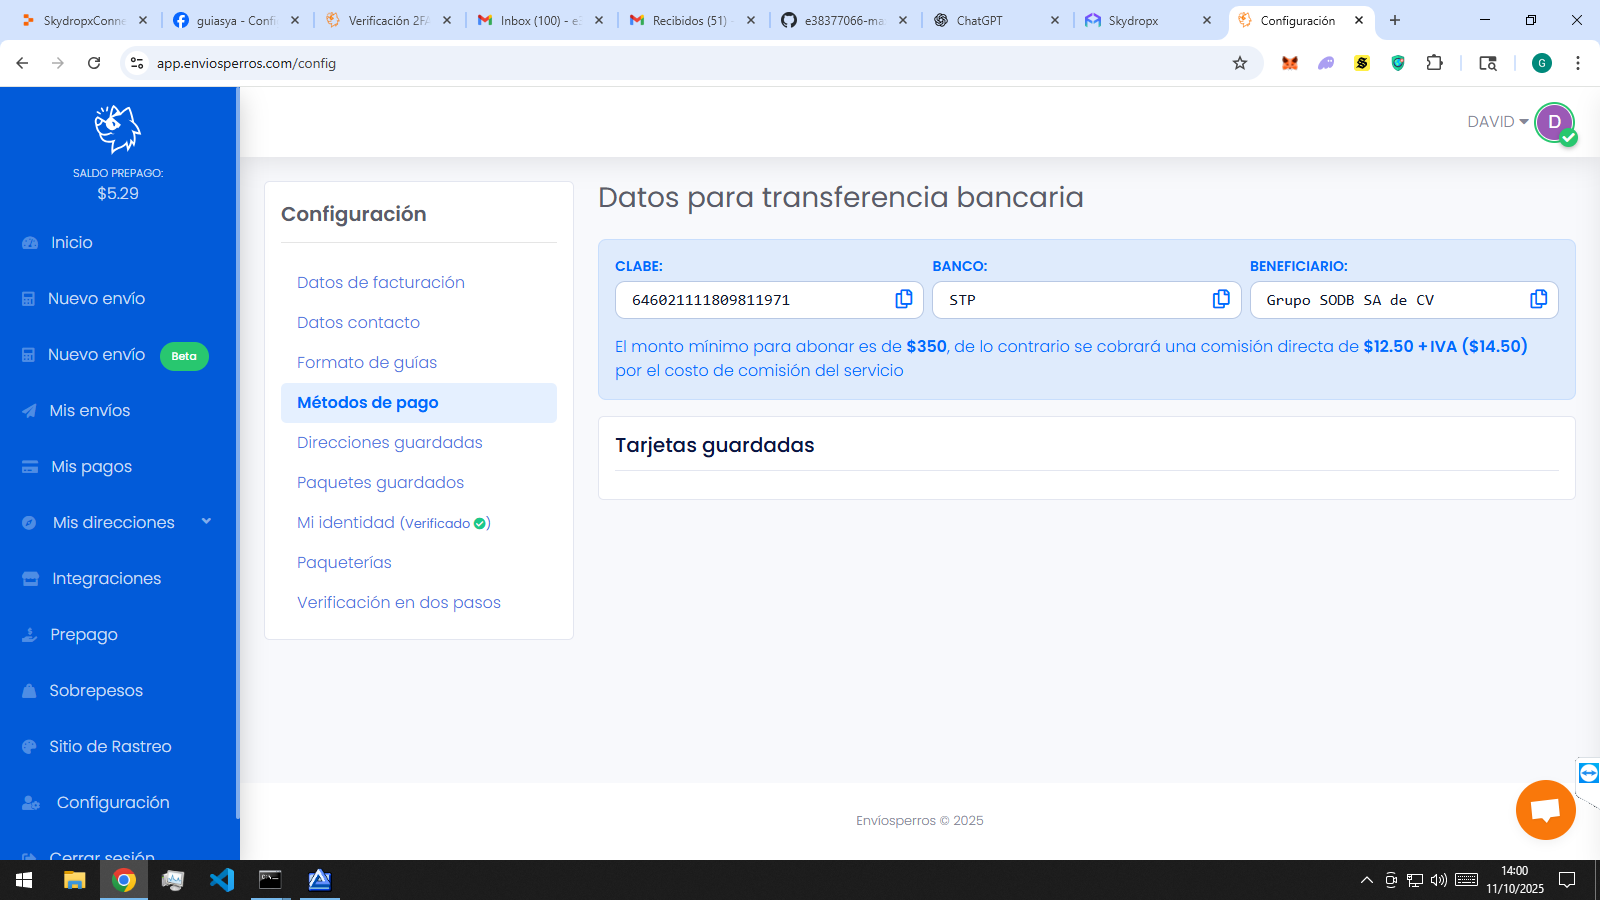 SkydropxConne
guiasya - Confi
Verificación 2FA
Inbox (100) - e3
Recibidos (51) -
e38377066-ma
ChatGPT
Skydropx
Configuración
app.enviosperros.com/config
G
SALDO PREPAGO:
$5.29
Inicio
Nuevo envío
Nuevo envío Beta
Mis envíos
Mis pagos
Mis direcciones
Integraciones
Prepago
Sobrepesos
Sitio de Rastreo
Configuración
Cerrar sesión
DAVID D
Configuración
Datos de facturación
Datos contacto
Formato de guías
Métodos de pago
Direcciones guardadas
Paquetes guardados
Mi identidad (Verificado)
Paqueterías
Verificación en dos pasos
Datos para transferencia bancaria
CLABE: BANCO: BENEFICIARIO:
646021111809811971 STP Grupo SODB SA de CV
El monto mínimo para abonar es de $350, de lo contrario se cobrará una comisión directa de $12.50 + IVA ($14.50)
por el costo de comisión del servicio
Tarjetas guardadas
Envíosperros © 2025
14:00
11/10/2025